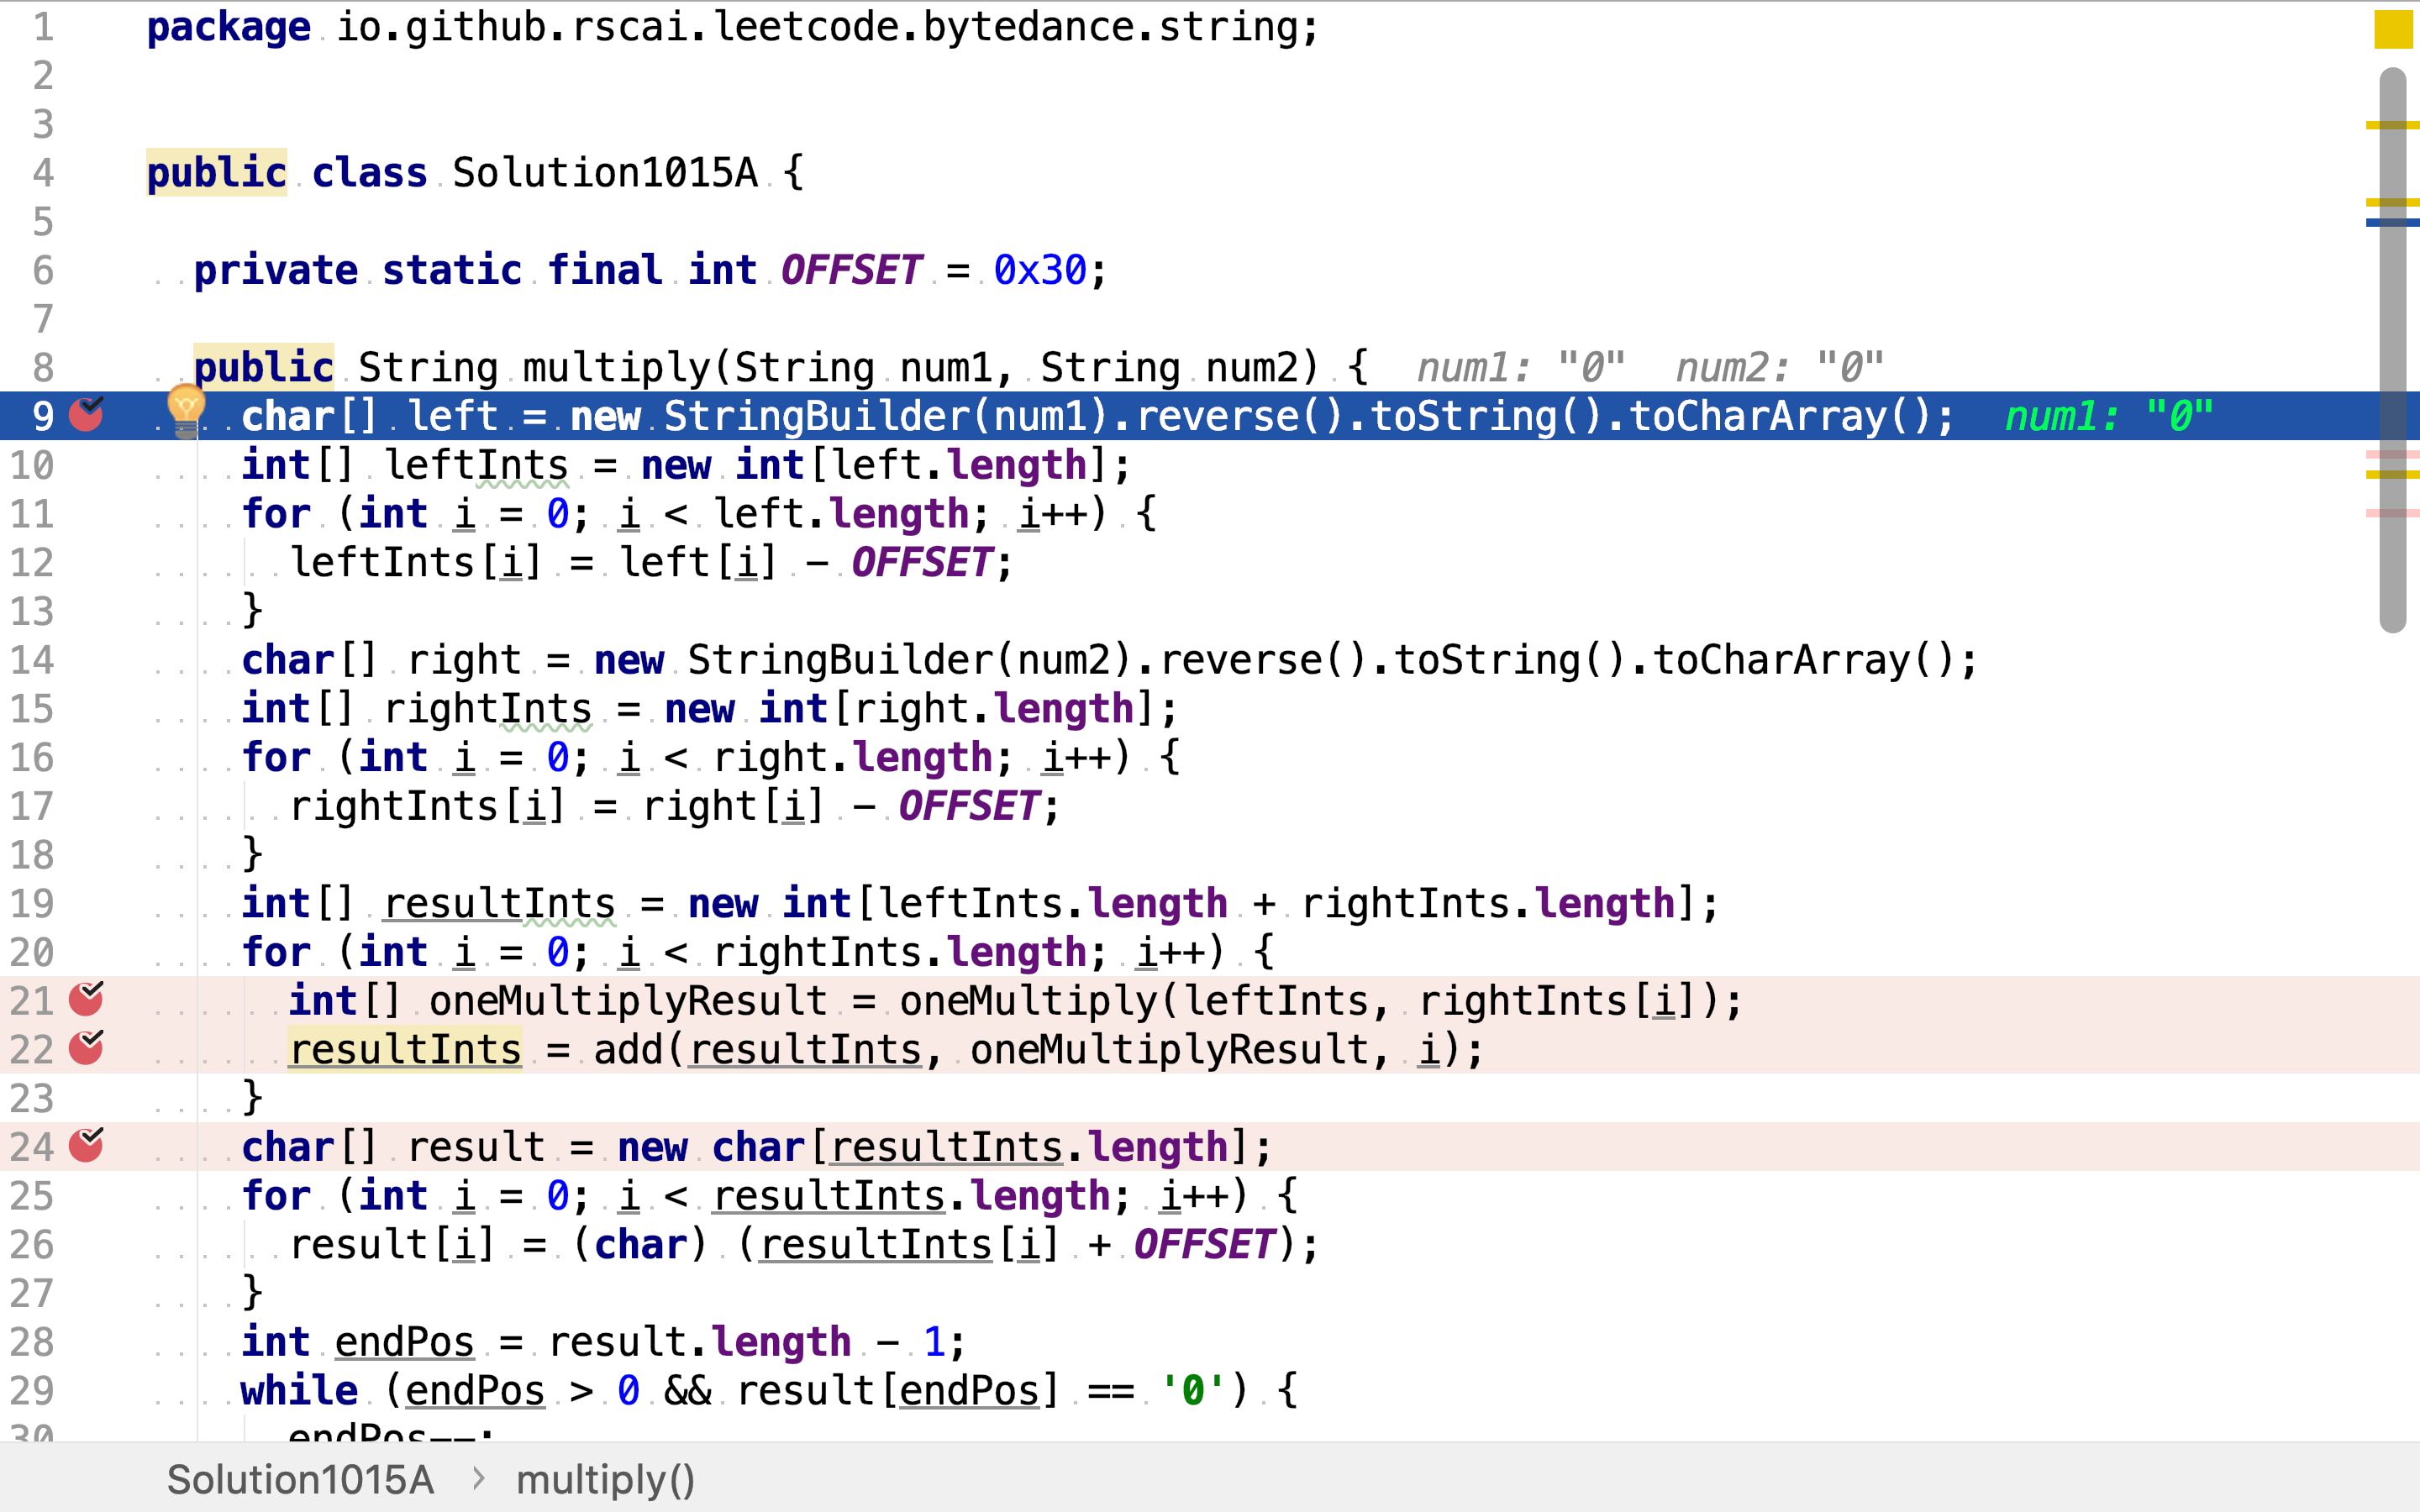 1 package io.github.rscai.leetcode.bytedance.string;
2
3
4 public class Solution1015A {
5
6   private static final int OFFSET = 0x30;
7
8   public String multiply(String num1, String num2) {  num1: "0"  num2: "0"
9     char[] left = new StringBuilder(num1).reverse().toString().toCharArray();  num1: "0"
10     int[] leftInts = new int[left.length];
11     for (int i = 0; i < left.length; i++) {
12       leftInts[i] = left[i] - OFFSET;
13     }
14     char[] right = new StringBuilder(num2).reverse().toString().toCharArray();
15     int[] rightInts = new int[right.length];
16     for (int i = 0; i < right.length; i++) {
17       rightInts[i] = right[i] - OFFSET;
18     }
19     int[] resultInts = new int[leftInts.length + rightInts.length];
20     for (int i = 0; i < rightInts.length; i++) {
21       int[] oneMultiplyResult = oneMultiply(leftInts, rightInts[i]);
22       resultInts = add(resultInts, oneMultiplyResult, i);
23     }
24     char[] result = new char[resultInts.length];
25     for (int i = 0; i < resultInts.length; i++) {
26       result[i] = (char) (resultInts[i] + OFFSET);
27     }
28     int endPos = result.length - 1;
29     while (endPos > 0 && result[endPos] == '0') {
30       endPos--;
Solution1015A > multiply()